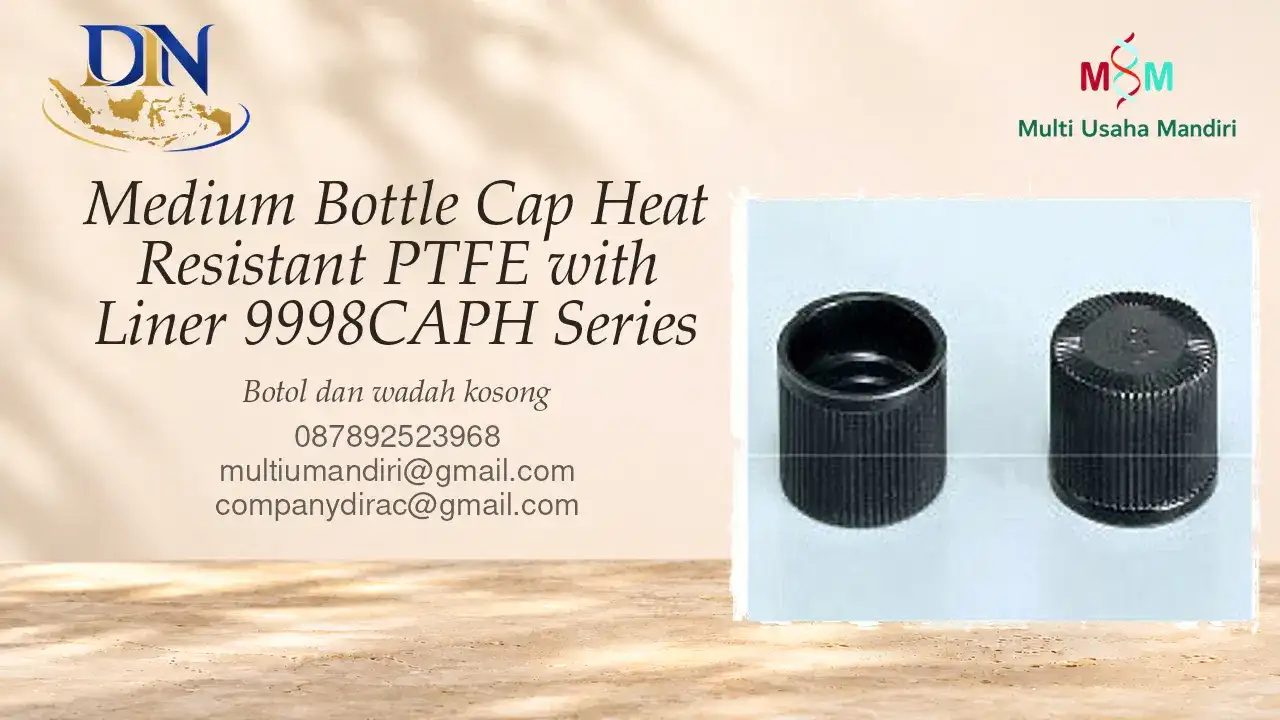 DIN
M M
Multi Usaha Mandiri
Medium Bottle Cap Heat
Resistant PTFE with
Liner 9998CAPH Series
Botol dan wadah kosong
087892523968
multiumandiri@gmail.com
companydirac@gmail.com